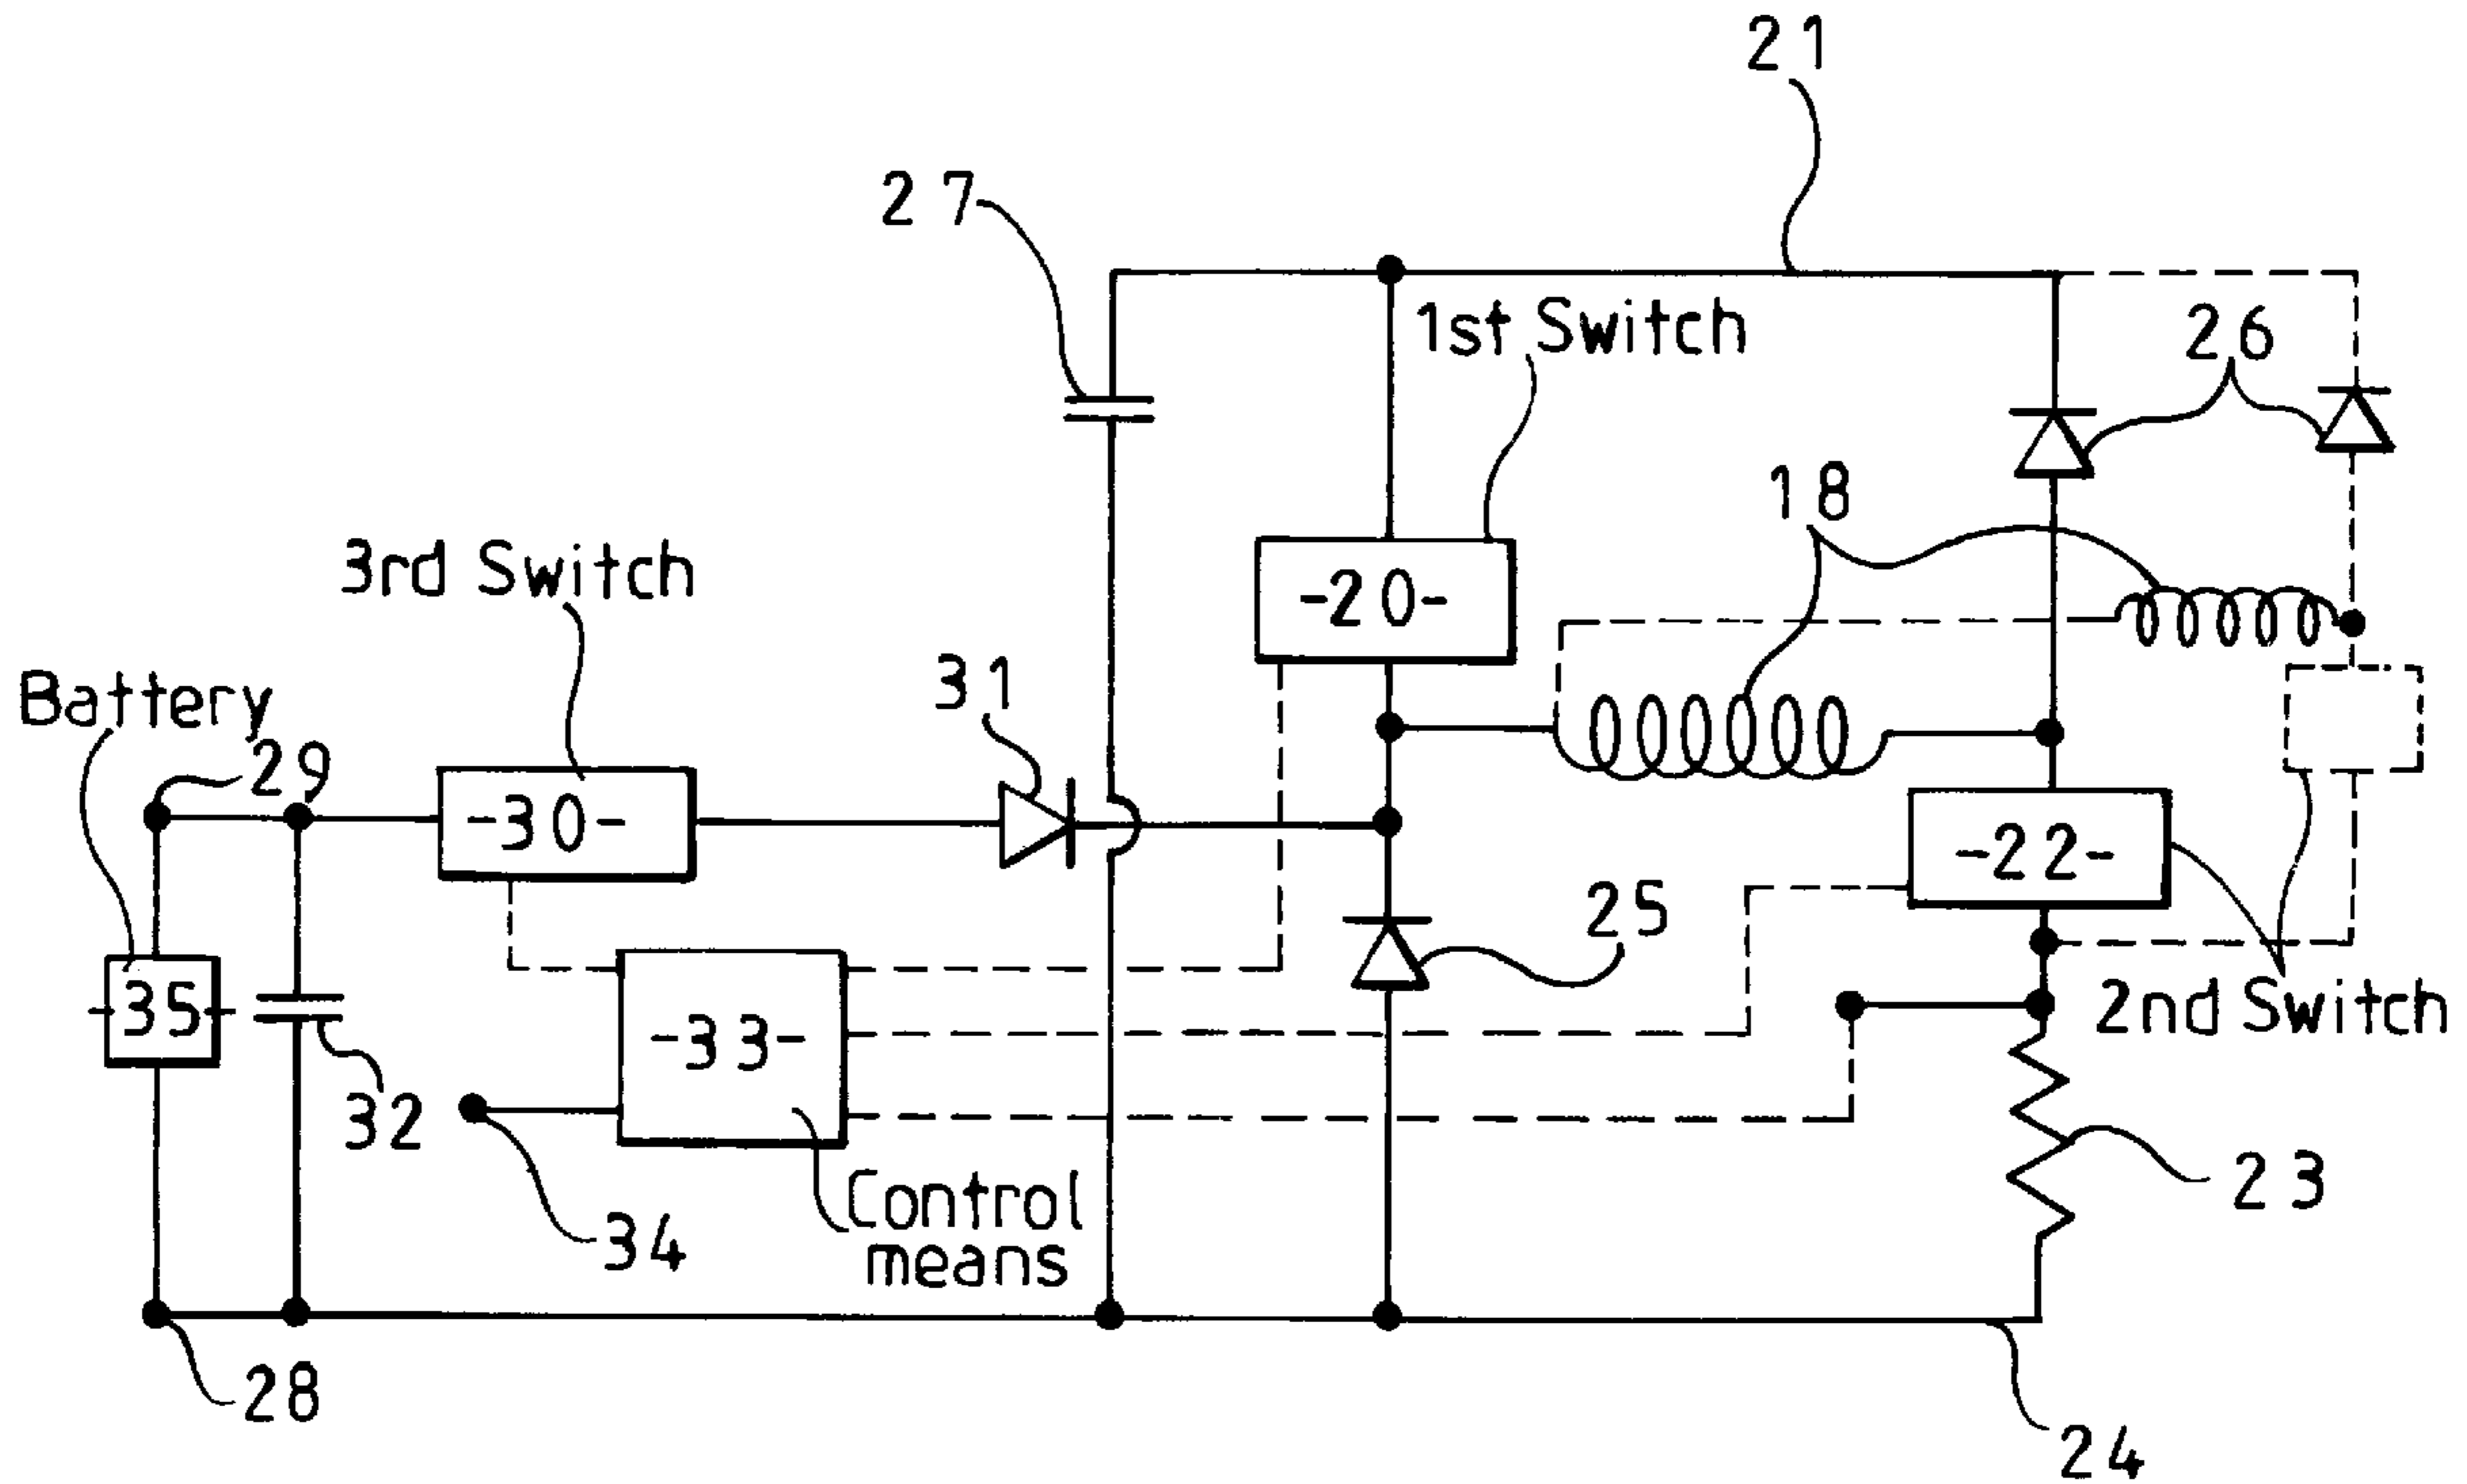 21
27
1st Switch
26
18
3rd Switch
-20-
31
Battery
29
-30-
-22-
25
-35-
-33-
2nd Switch
32
34
Control
means
23
28
24